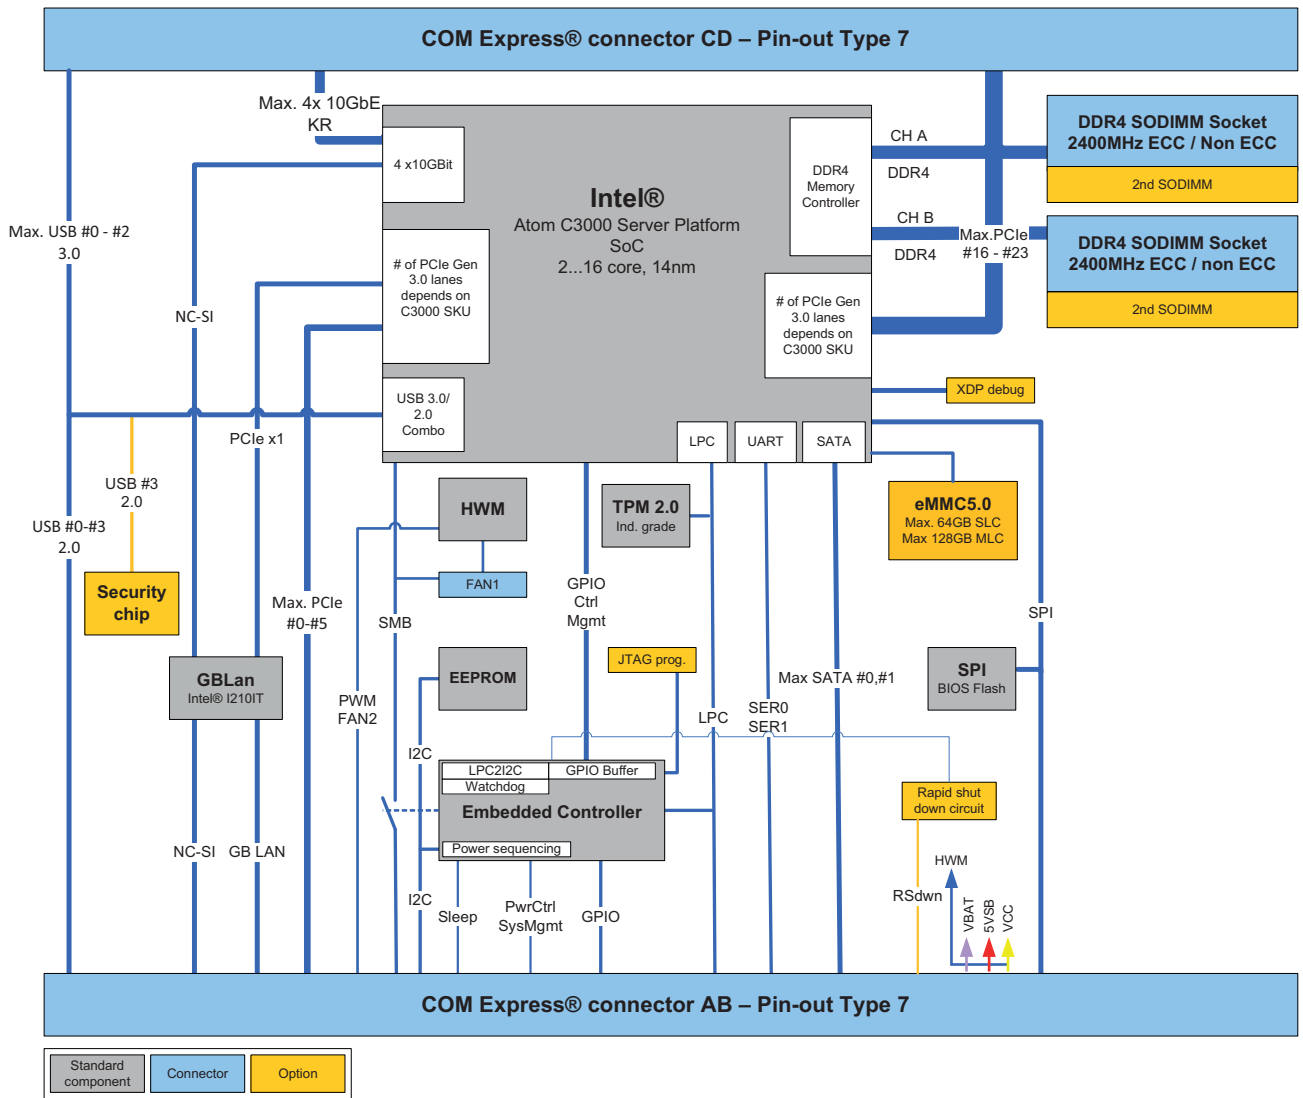 COM Express® connector CD – Pin-out Type 7
Max. 4x 10GbE
KR
4 x10GBit
Intel®
Atom C3000 Server Platform
SoC
2...16 core, 14nm
DDR4
Memory
Controller
CH A
DDR4
CH B
DDR4
Max.PCIe
#16 - #23
DDR4 SODIMM Socket
2400MHz ECC / Non ECC
2nd SODIMM
DDR4 SODIMM Socket
2400MHz ECC / non ECC
2nd SODIMM
Max. USB #0 - #2
3.0
NC-SI
# of PCIe Gen
3.0 lanes
depends on
C3000 SKU
# of PCIe Gen
3.0 lanes
depends on
C3000 SKU
USB 3.0/
2.0
Combo
PCIe x1
LPC
UART
SATA
XDP debug
USB #3
2.0
USB #0-#3
2.0
HWM
TPM 2.0
Ind. grade
eMMC5.0
Max. 64GB SLC
Max 128GB MLC
Security
chip
FAN1
GPIO
Ctrl
Mgmt
Max. PCIe
#0-#5
SMB
SPI
GBLan
Intel® I210IT
EEPROM
JTAG prog.
Max SATA #0,#1
SPI
BIOS Flash
PWM
FAN2
I2C
LPC
SER0
SER1
LPC2I2C
GPIO Buffer
Watchdog
Embedded Controller
Power sequencing
Rapid shut
down circuit
NC-SI
GB LAN
I2C
Sleep
PwrCtrl
SysMgmt
GPIO
RSdwn
HWM
VBAT
5VSB
VCC
COM Express® connector AB – Pin-out Type 7
Standard
component
Connector
Option